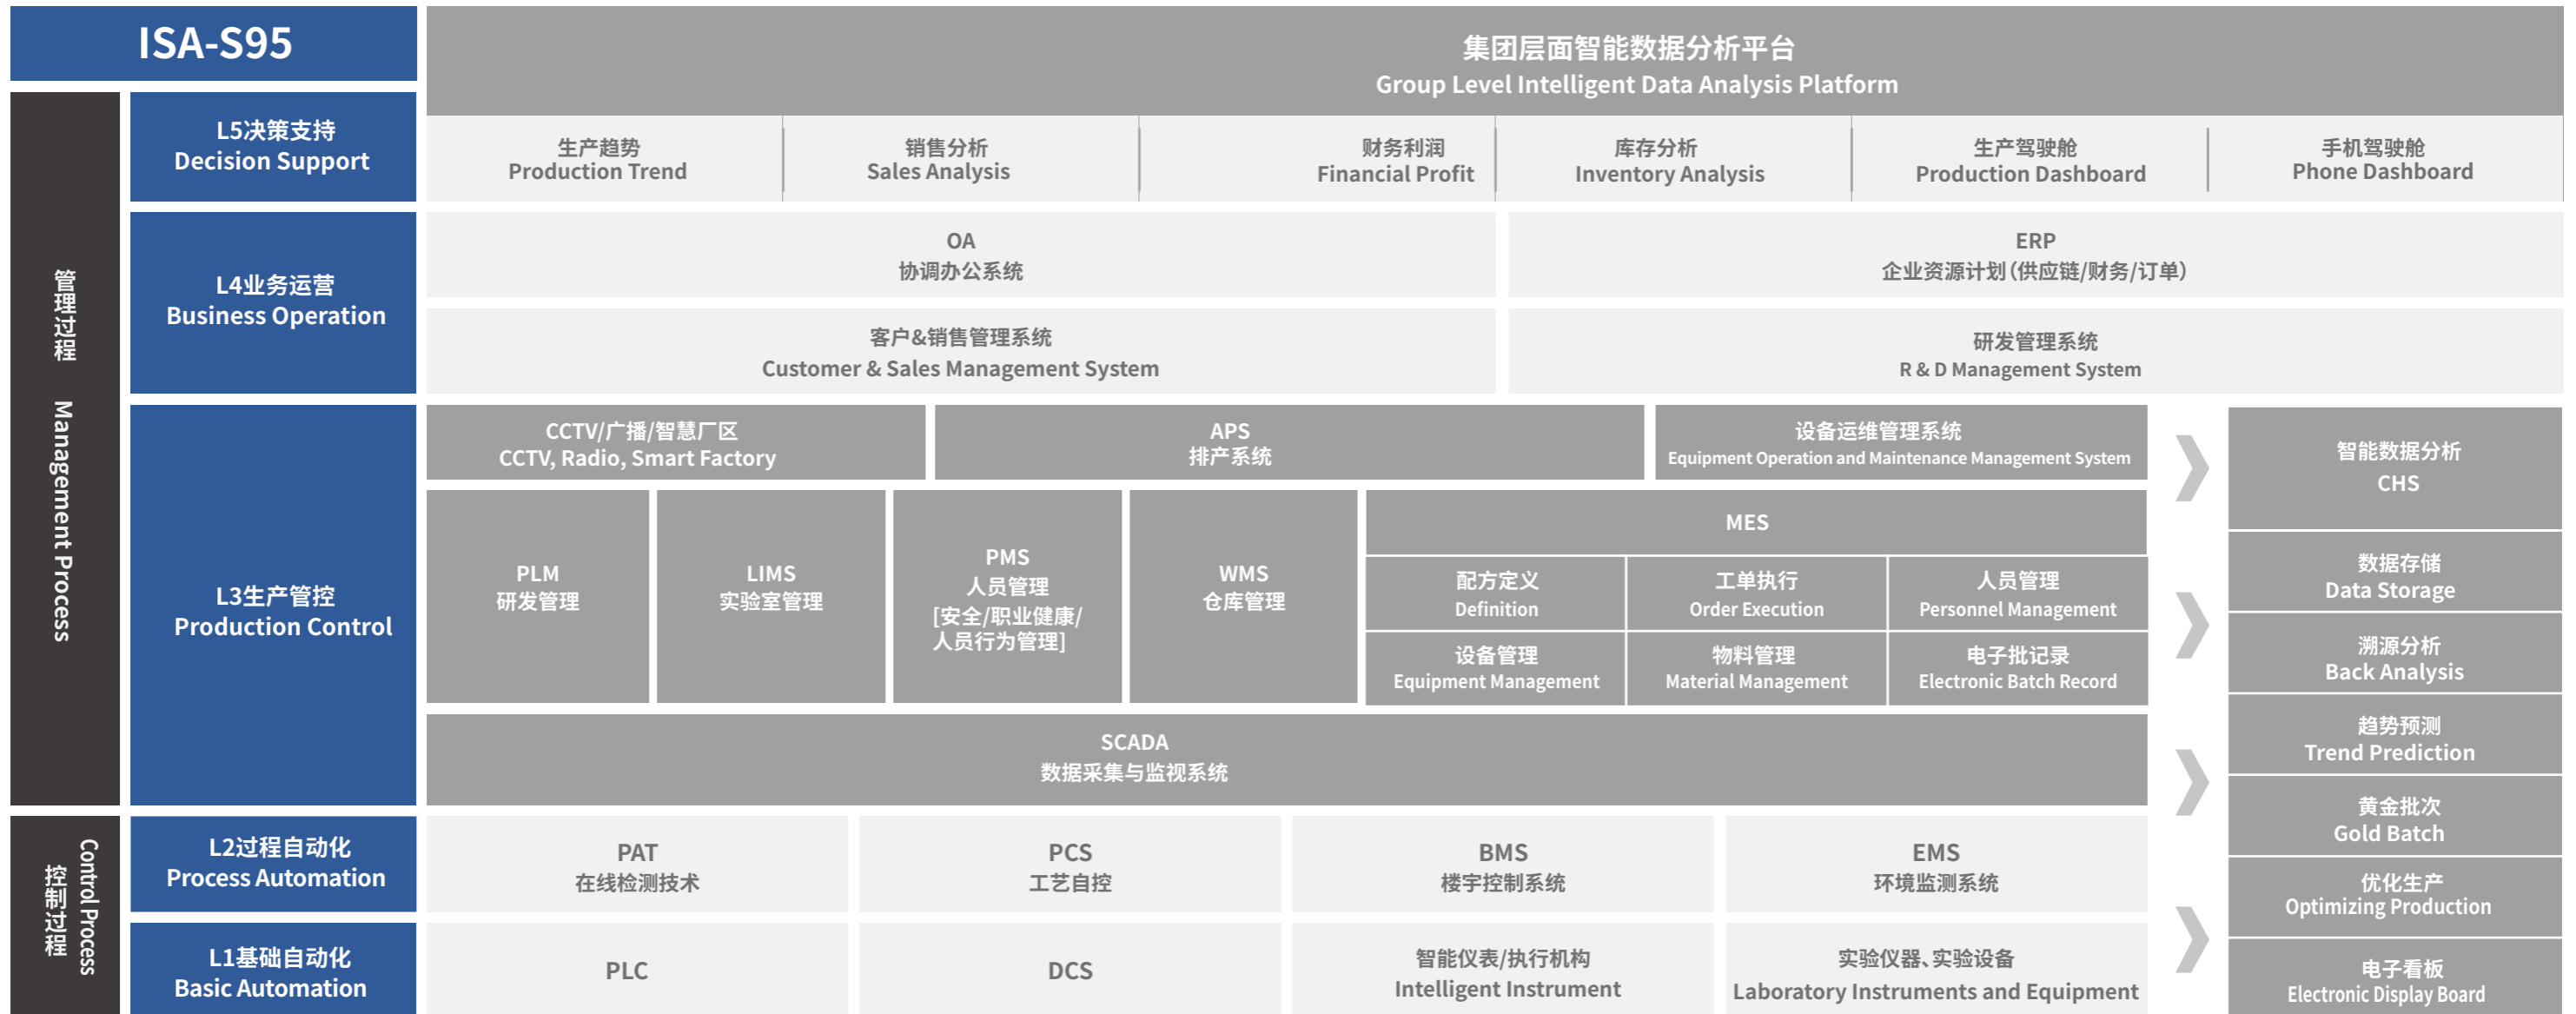 ISA-S95
集团层面智能数据分析平台
Group Level Intelligent Data Analysis Platform
管理过程 Management Process
L5决策支持
Decision Support
生产趋势
Production Trend
销售分析
Sales Analysis
财务利润
Financial Profit
库存分析
Inventory Analysis
生产驾驶舱
Production Dashboard
手机驾驶舱
Phone Dashboard
L4业务运营
Business Operation
OA
协调办公系统
ERP
企业资源计划（供应链/财务/订单）
客户&销售管理系统
Customer & Sales Management System
研发管理系统
R & D Management System
L3生产管控
Production Control
CCTV/广播/智慧厂区
CCTV, Radio, Smart Factory
APS
排产系统
设备运维管理系统
Equipment Operation and Maintenance Management System
PLM
研发管理
LIMS
实验室管理
PMS
人员管理
[安全/职业健康/
人员行为管理]
WMS
仓库管理
MES
配方定义
Definition
工单执行
Order Execution
人员管理
Personnel Management
设备管理
Equipment Management
物料管理
Material Management
电子批记录
Electronic Batch Record
SCADA
数据采集与监视系统
控制过程
Control Process
L2过程自动化
Process Automation
PAT
在线检测技术
PCS
工艺自控
BMS
楼宇控制系统
EMS
环境监测系统
L1基础自动化
Basic Automation
PLC
DCS
智能仪表/执行机构
Intelligent Instrument
实验仪器、实验设备
Laboratory Instruments and Equipment
智能数据分析
CHS
数据存储
Data Storage
溯源分析
Back Analysis
趋势预测
Trend Prediction
黄金批次
Gold Batch
优化生产
Optimizing Production
电子看板
Electronic Display Board